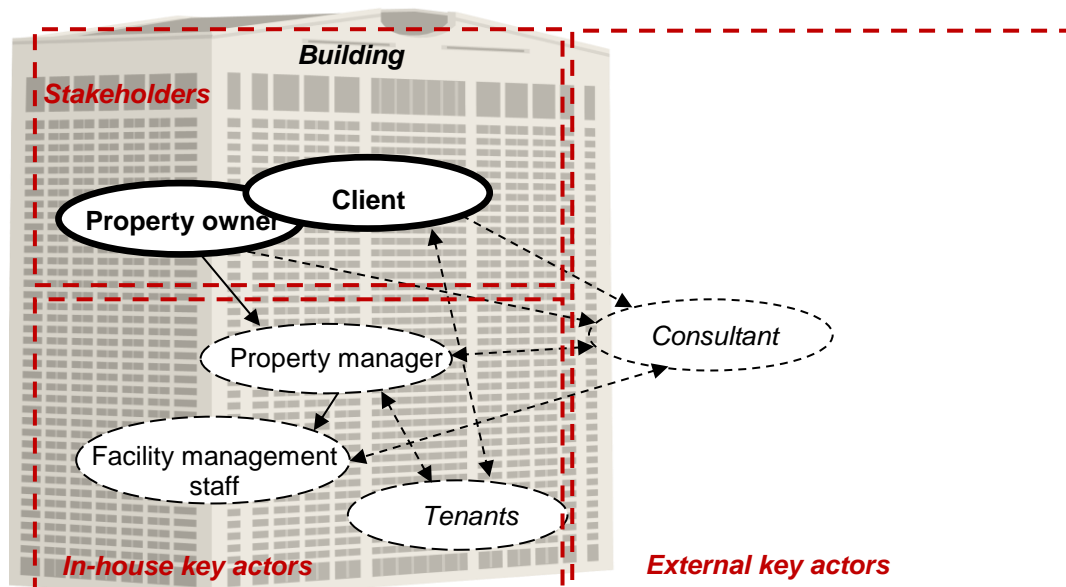 Building
Stakeholders
Client
Property owner
Consultant
Property manager
Facility management
staff
Tenants
In-house key actors
External key actors